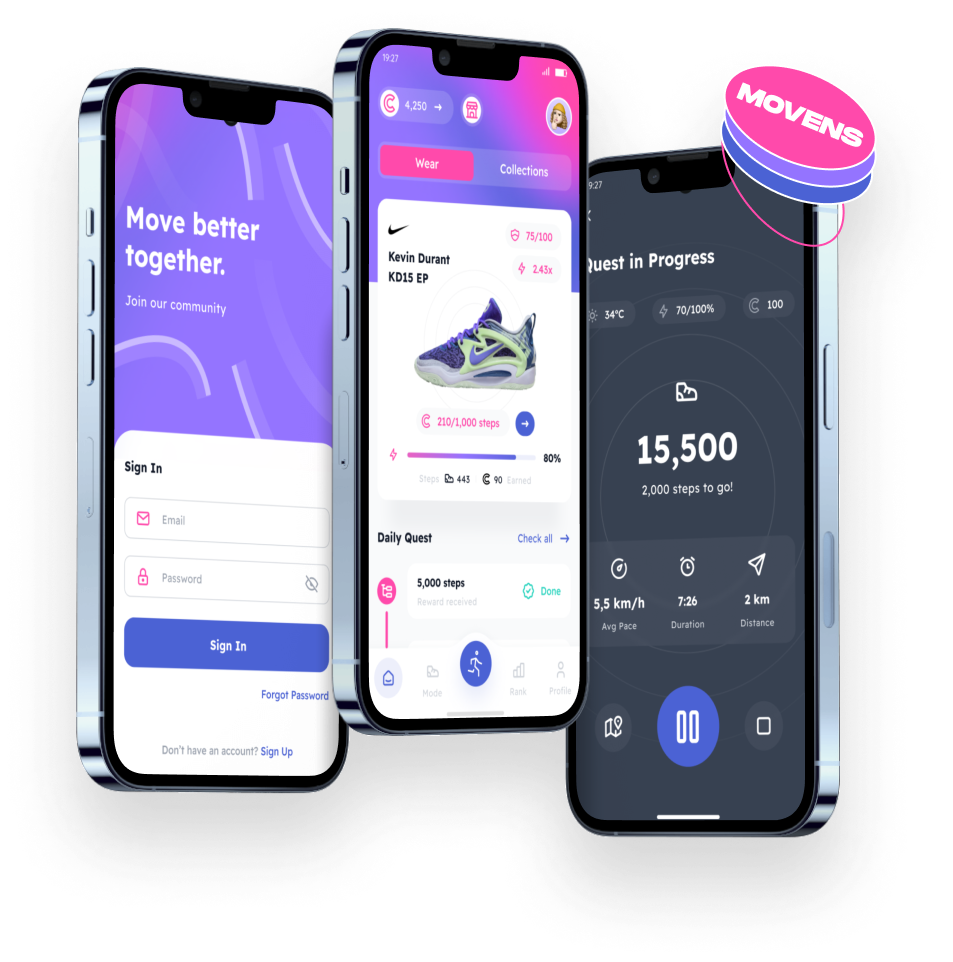 Move better
together.
Join our community
Sign In
Email
Password
Sign In
Forgot Password
Don't have an account? Sign Up
19:27
4,250
Wear
Collections
75/100
Kevin Durant
KD15 EP
2.43x
210/1,000 steps
80%
Steps 443 90 Earned
Daily Quest
Check all
5,000 steps
Reward received
Done
Mode
Rank
Profile
MOVENS
9:27
Quest in Progress
34°C
70/100%
100
15,500
2,000 steps to go!
5,5 km/h
7:26
2 km
Avg Pace
Duration
Distance